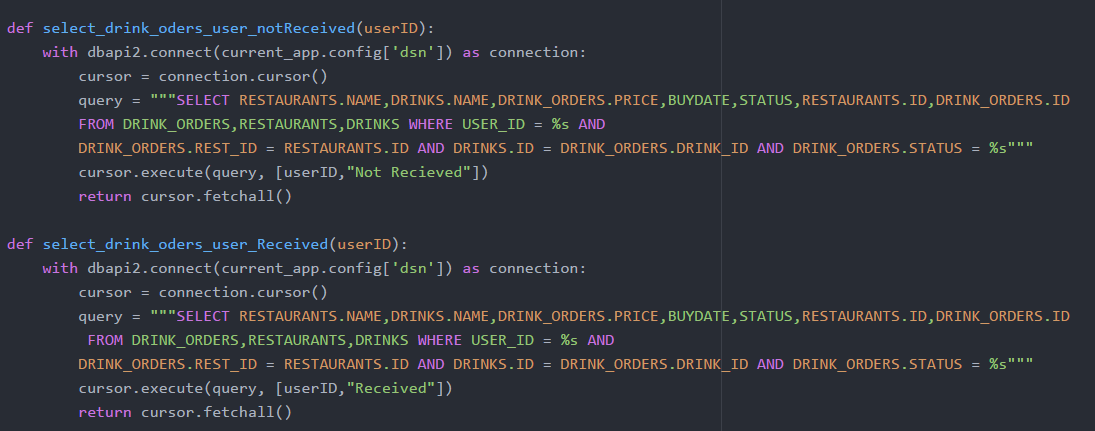 def select_drink_oders_user_notReceived(userID):
    with dbapi2.connect(current_app.config['dsn']) as connection:
        cursor = connection.cursor()
        query = """SELECT RESTAURANTS.NAME,DRINKS.NAME,DRINK_ORDERS.PRICE,BUYDATE,STATUS,RESTAURANTS.ID,DRINK_ORDERS.ID
        FROM DRINK_ORDERS,RESTAURANTS,DRINKS WHERE USER_ID = %s AND
        DRINK_ORDERS.REST_ID = RESTAURANTS.ID AND DRINKS.ID = DRINK_ORDERS.DRINK_ID AND DRINK_ORDERS.STATUS = %s"""
        cursor.execute(query, [userID,"Not Recieved"])
        return cursor.fetchall()

def select_drink_oders_user_Received(userID):
    with dbapi2.connect(current_app.config['dsn']) as connection:
        cursor = connection.cursor()
        query = """SELECT RESTAURANTS.NAME,DRINKS.NAME,DRINK_ORDERS.PRICE,BUYDATE,STATUS,RESTAURANTS.ID,DRINK_ORDERS.ID
         FROM DRINK_ORDERS,RESTAURANTS,DRINKS WHERE USER_ID = %s AND
        DRINK_ORDERS.REST_ID = RESTAURANTS.ID AND DRINKS.ID = DRINK_ORDERS.DRINK_ID AND DRINK_ORDERS.STATUS = %s"""
        cursor.execute(query, [userID,"Received"])
        return cursor.fetchall()